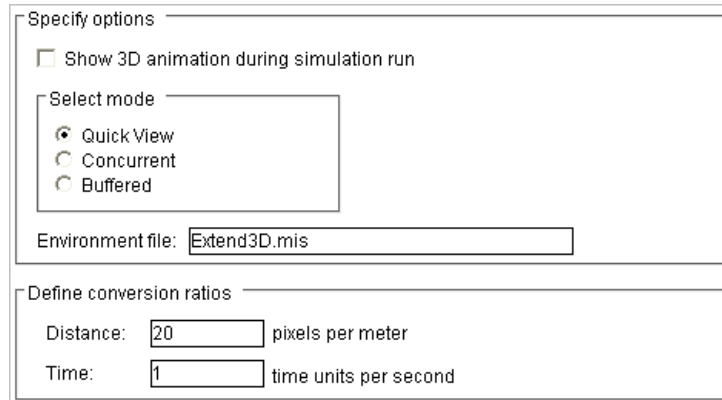 Specify options
Show 3D animation during simulation run
Select mode
Quick View
Concurrent
Buffered
Environment file: Extend3D.mis
Define conversion ratios
Distance: 20 pixels per meter
Time: 1 time units per second